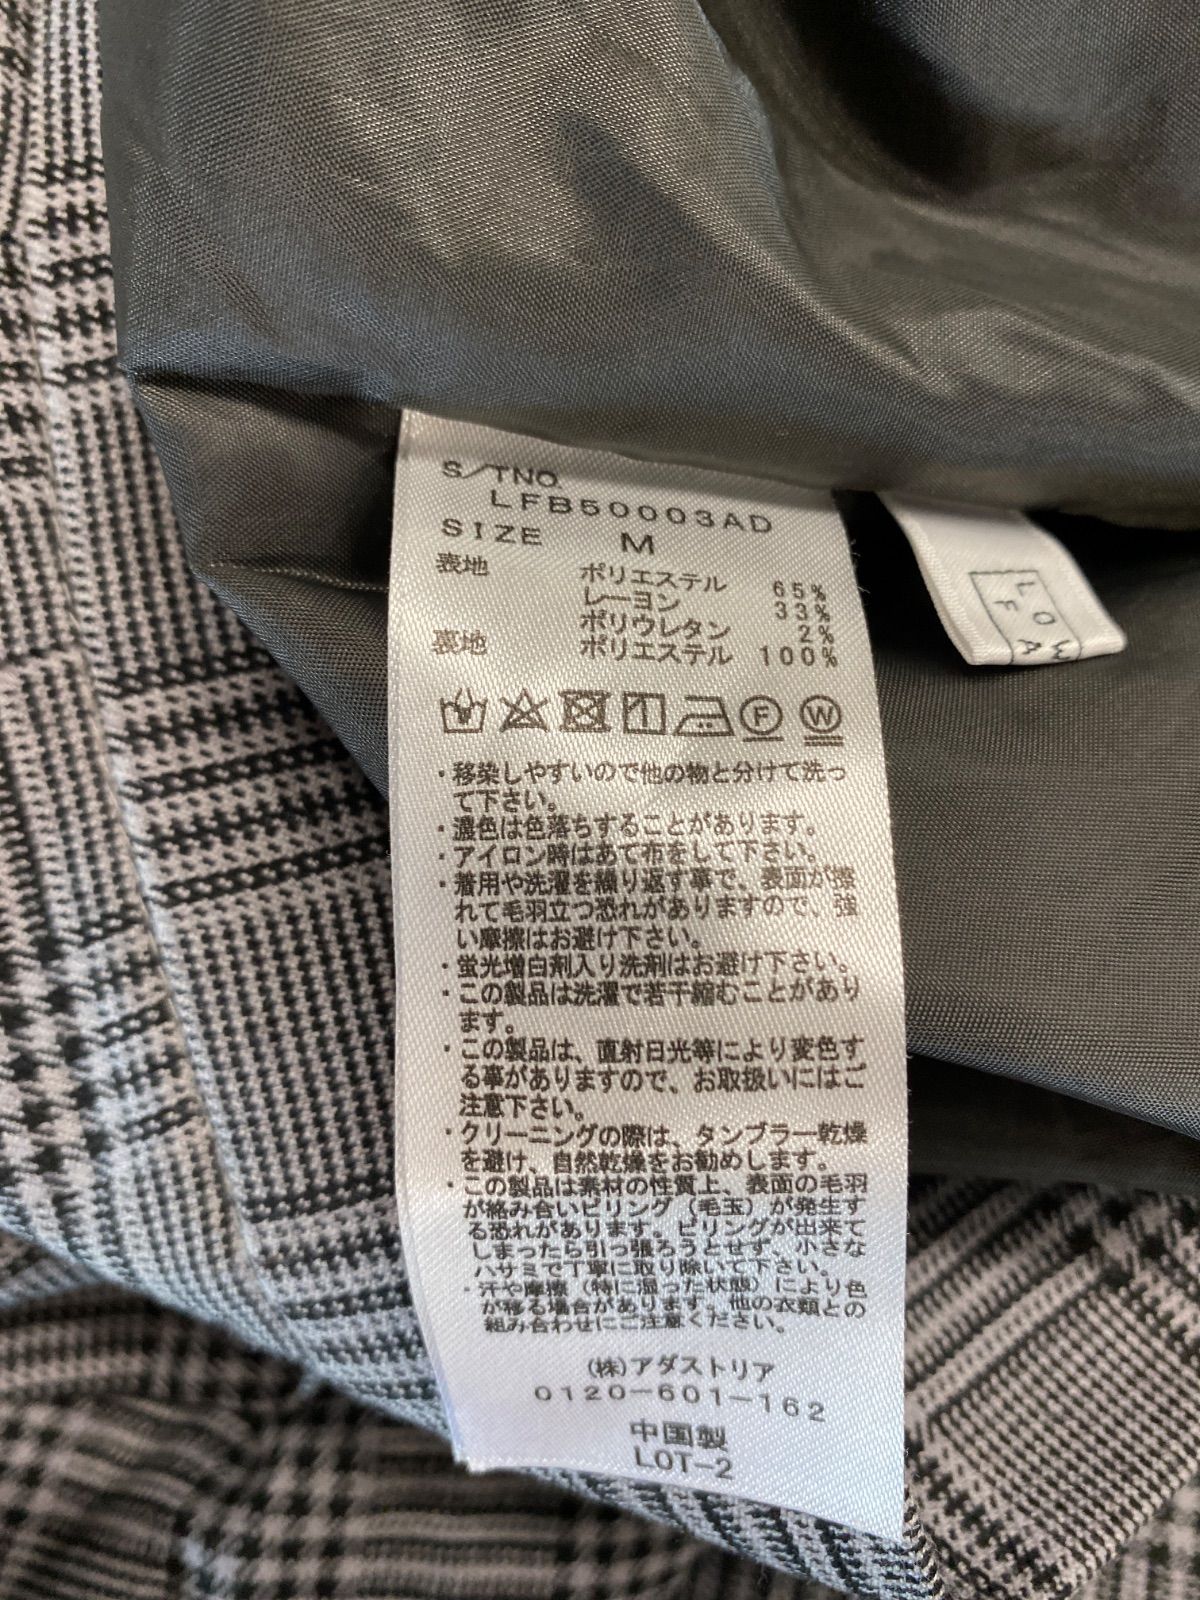 S/TNO.
LFB50003AD
SIZE M
表地 ポリエステル 65%
レーヨン 33%
ポリウレタン 2%
裏地 ポリエステル 100%
F W
・移染しやすいので他の物と分けて洗っ
て下さい。
・濃色は色落ちすることがあります。
・アイロン時はあて布をして下さい。
・着用や洗濯を繰り返す事で、表面が擦
れて毛羽立つ恐れがありますので、強
い摩擦はお避け下さい。
・蛍光増白剤入り洗剤はお避け下さい。
・この製品は洗濯で若干縮むことがあり
ます。
・この製品は、直射日光等により変色す
る事がありますので、お取扱いにはご
注意下さい。
・クリーニングの際は、タンブラー乾燥
を避け、自然乾燥をお勧めします。
・この製品は素材の性質上、表面の毛羽
が絡み合いピリング（毛玉）が発生す
る恐れがあります。ピリングが出来て
しまったら引っ張ろうとせず、小さな
ハサミで丁寧に取り除いて下さい。
・汗や摩擦（特に湿った状態）により色
が移る場合があります。他の衣類との
組み合わせにご注意ください。
(株)アダストリア
0120-601-162
中国製
LOT-2
LOW
FA